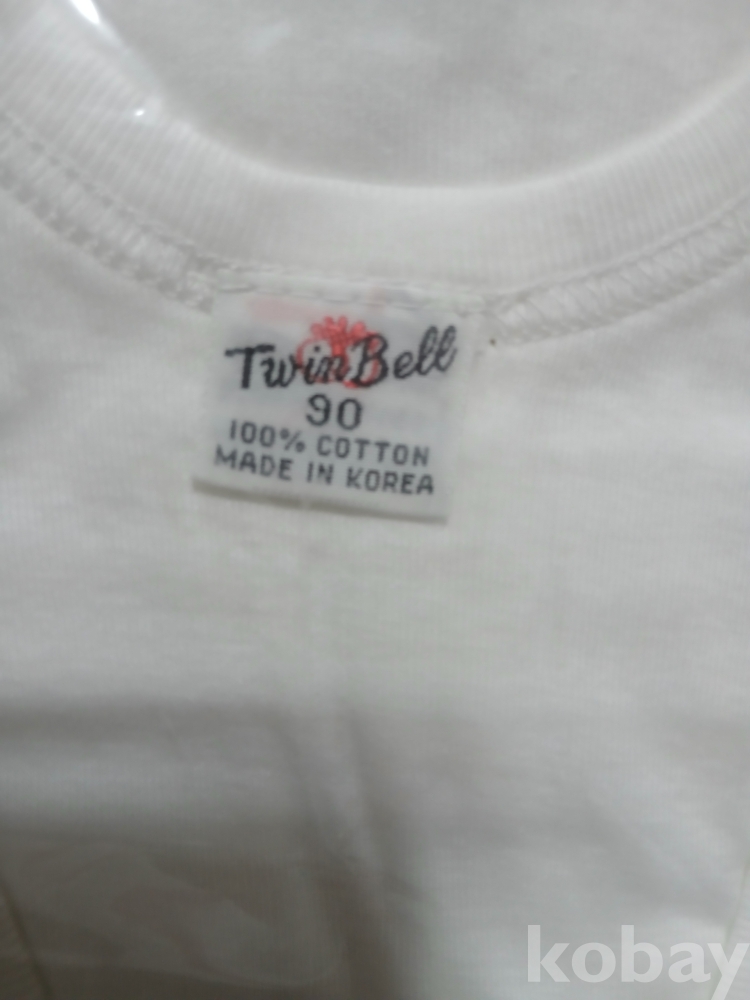 Twin Bell
90
100% COTTON
MADE IN KOREA
kobay